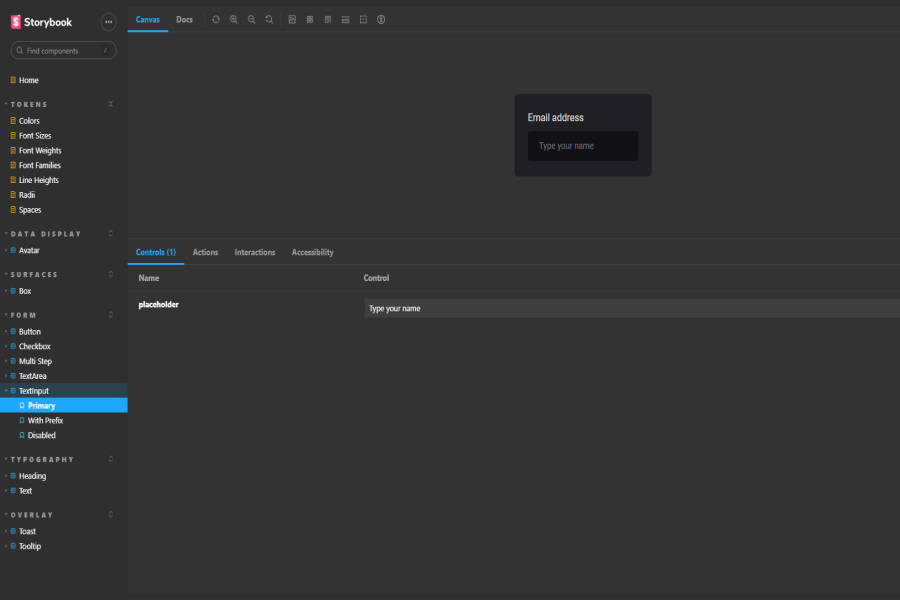 Storybook
Find components /
Home
TOKENS
Colors
Font Sizes
Font Weights
Font Families
Line Heights
Radii
Spaces
DATA DISPLAY
Avatar
SURFACES
Box
FORM
Button
Checkbox
Multi Step
TextArea
TextInput
Primary
With Prefix
Disabled
TYPOGRAPHY
Heading
Text
OVERLAY
Toast
Tooltip
Canvas Docs
Email address
Type your name
Controls (1) Actions Interactions Accessibility
Name Control
placeholder Type your name